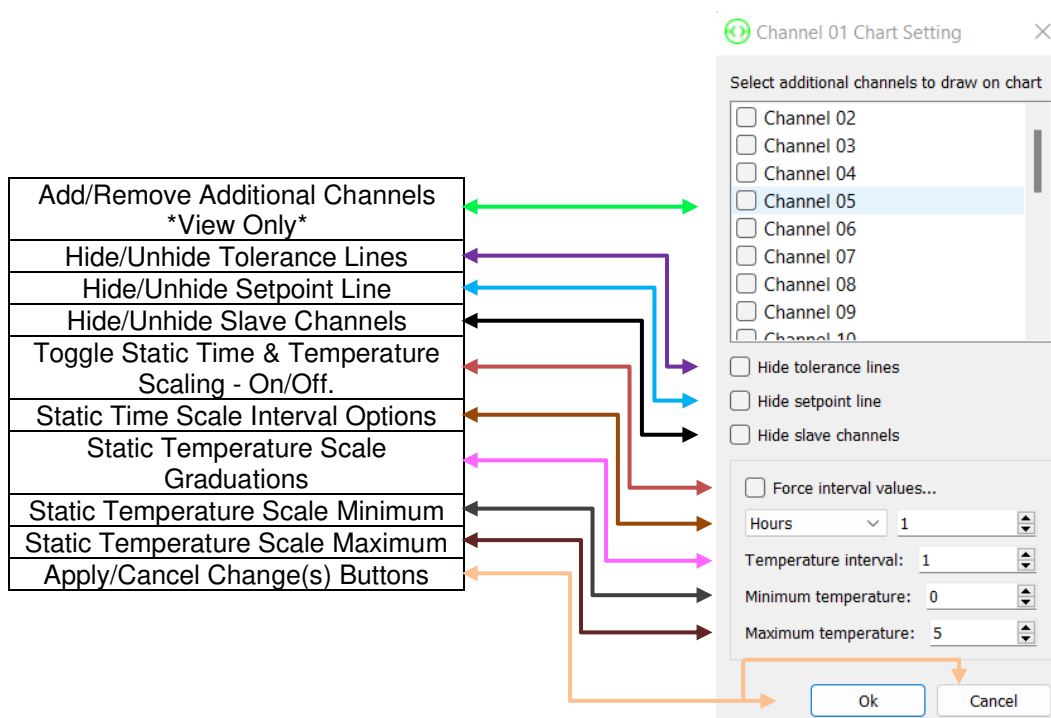 Channel 01 Chart Setting
Select additional channels to draw on chart
Channel 02
Channel 03
Channel 04
Channel 05
Channel 06
Channel 07
Channel 08
Channel 09
Channel 10
Add/Remove Additional Channels
*View Only*
Hide/Unhide Tolerance Lines
Hide/Unhide Setpoint Line
Hide/Unhide Slave Channels
Toggle Static Time & Temperature
Scaling - On/Off.
Static Time Scale Interval Options
Static Temperature Scale
Graduations
Static Temperature Scale Minimum
Static Temperature Scale Maximum
Apply/Cancel Change(s) Buttons
Hide tolerance lines
Hide setpoint line
Hide slave channels
Force interval values...
Hours 1
Temperature interval: 1
Minimum temperature: 0
Maximum temperature: 5
Ok Cancel